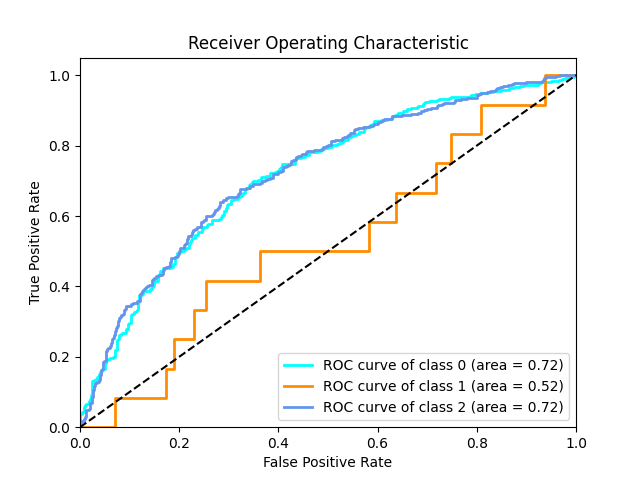 Receiver Operating Characteristic
True Positive Rate
1.0
0.8
0.6
0.4
0.2
0.0
ROC curve of class 0 (area = 0.72)
ROC curve of class 1 (area = 0.52)
ROC curve of class 2 (area = 0.72)
0.0 0.2 0.4 0.6 0.8 1.0
False Positive Rate